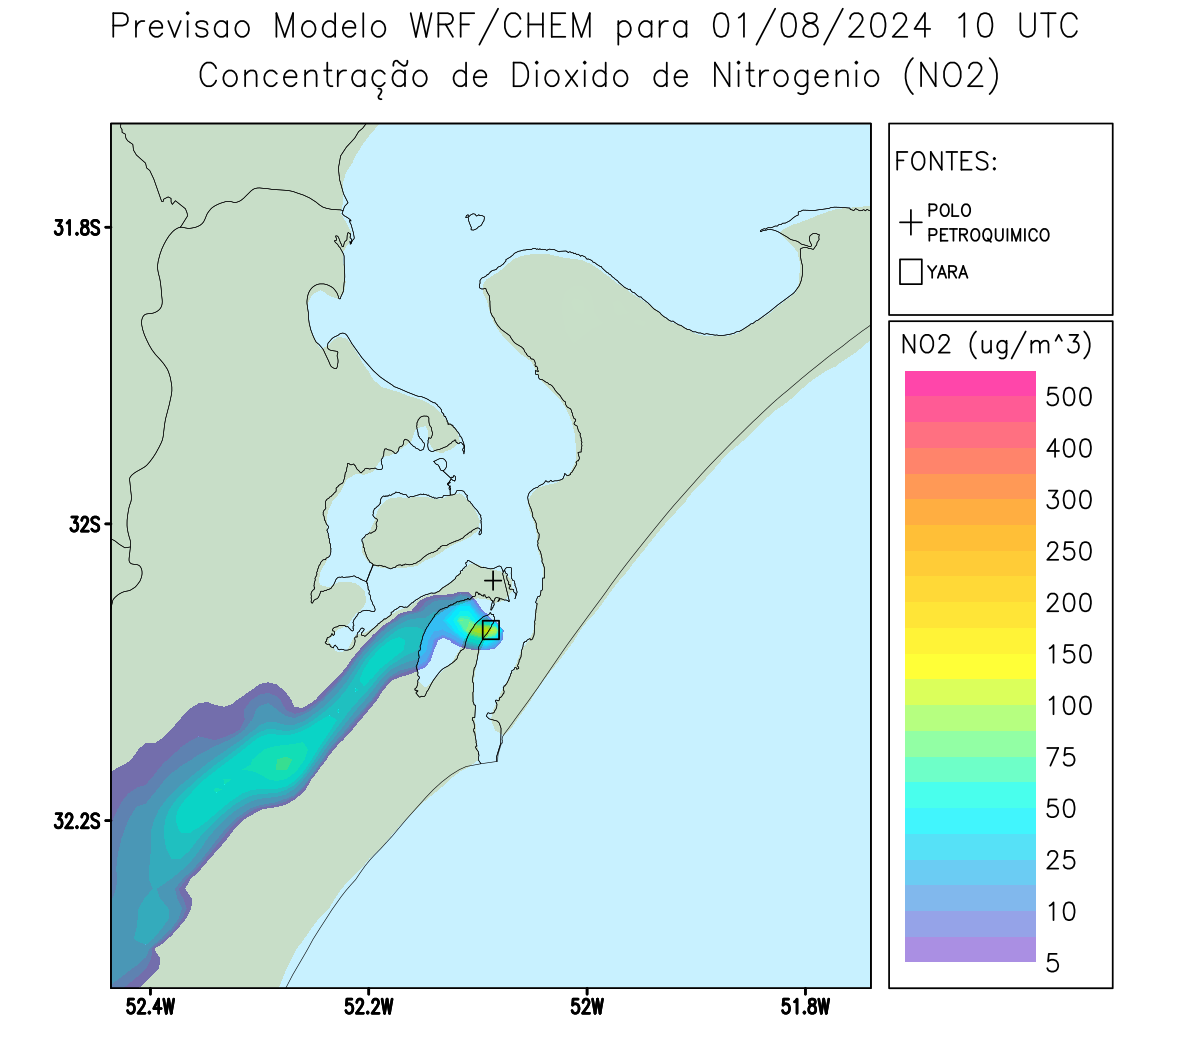 Previsao Modelo WRF/CHEM para 01/08/2024 10 UTC
Concentração de Dioxido de Nitrogenio (NO2)
FONTES:
POLO
PETROQUIMICO
YARA
31.8S
32S
32.2S
52.4W
52.2W
52W
51.8W
NO2 (ug/m^3)
500
400
300
250
200
150
100
75
50
25
10
5